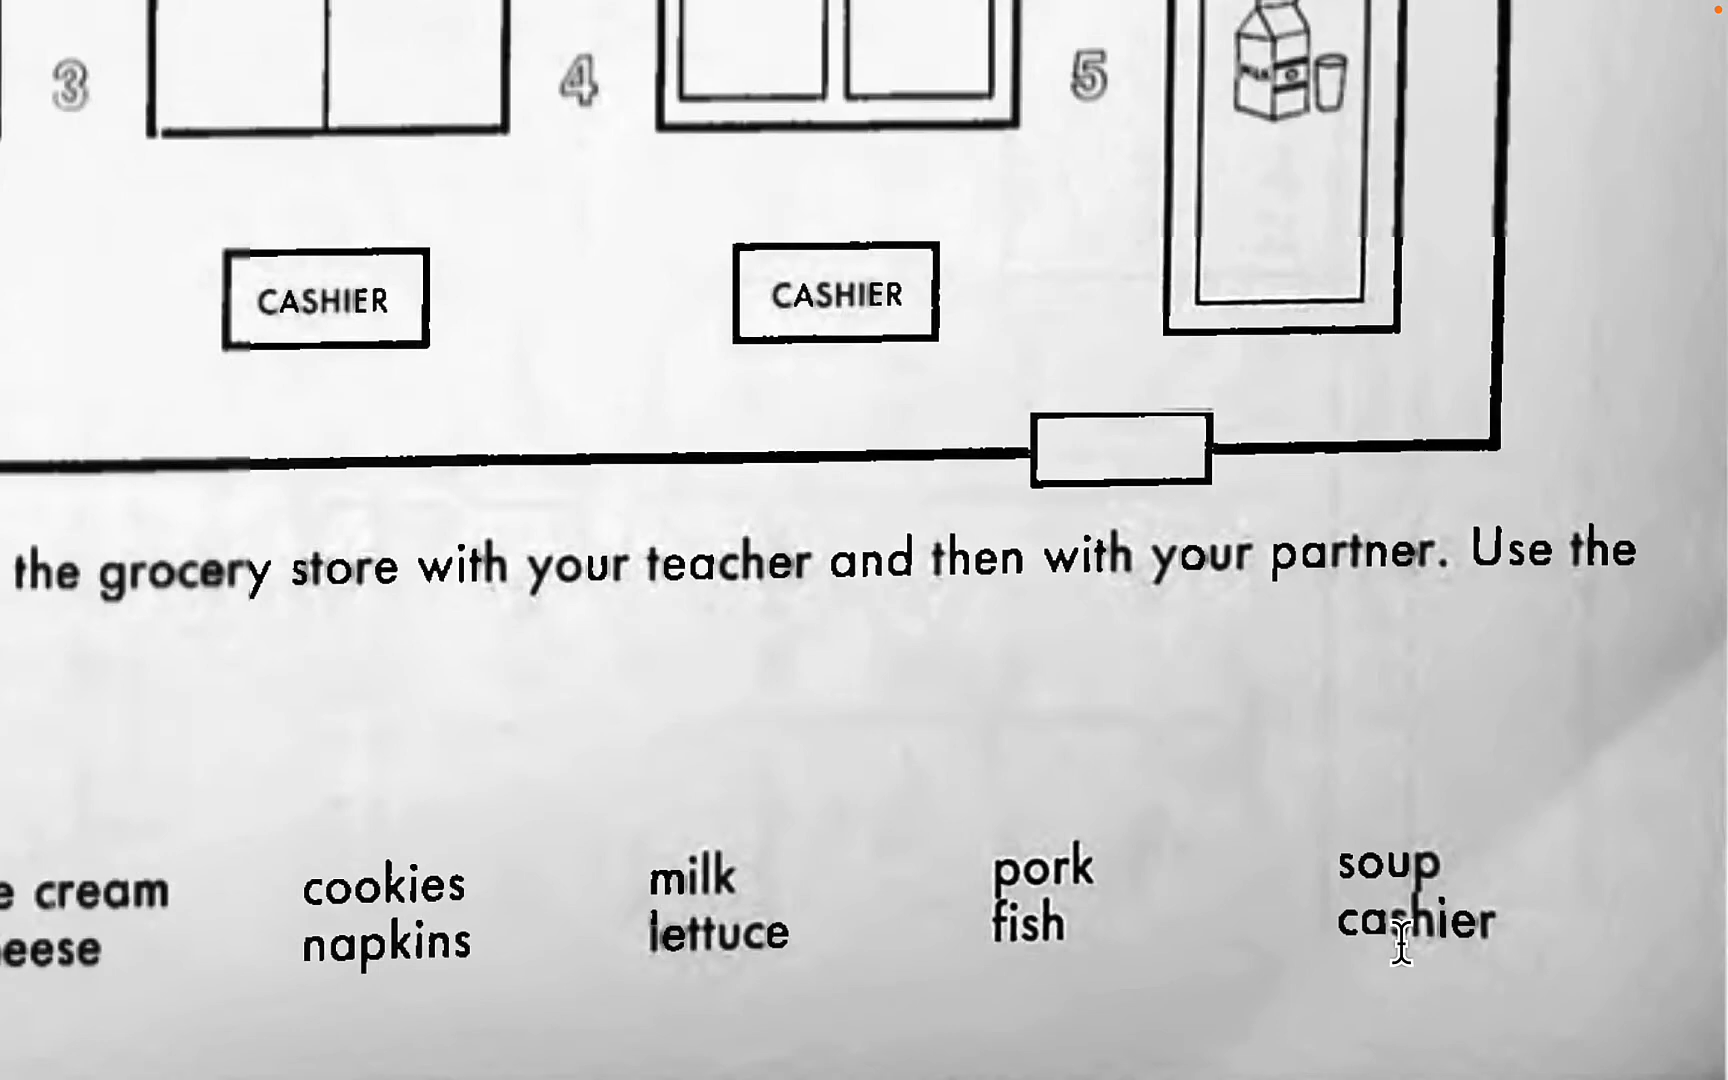 3 4 5
MILK
CASHIER CASHIER
the grocery store with your teacher and then with your partner. Use the
e cream cookies milk pork soup
eese napkins lettuce fish cashier